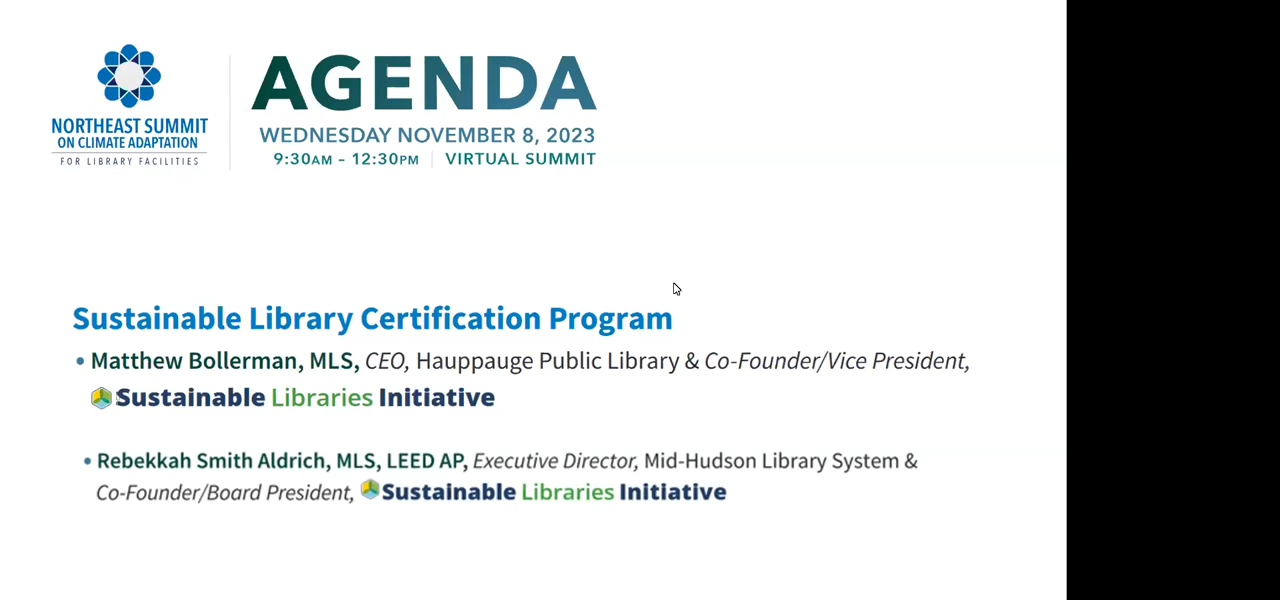 AGENDA
NORTHEAST SUMMIT
ON CLIMATE ADAPTATION
FOR LIBRARY FACILITIES
WEDNESDAY NOVEMBER 8, 2023
9:30AM – 12:30PM | VIRTUAL SUMMIT
Sustainable Library Certification Program
• Matthew Bollerman, MLS, CEO, Hauppauge Public Library & Co-Founder/Vice President,
Sustainable Libraries Initiative
• Rebekkah Smith Aldrich, MLS, LEED AP, Executive Director, Mid-Hudson Library System &
Co-Founder/Board President, Sustainable Libraries Initiative